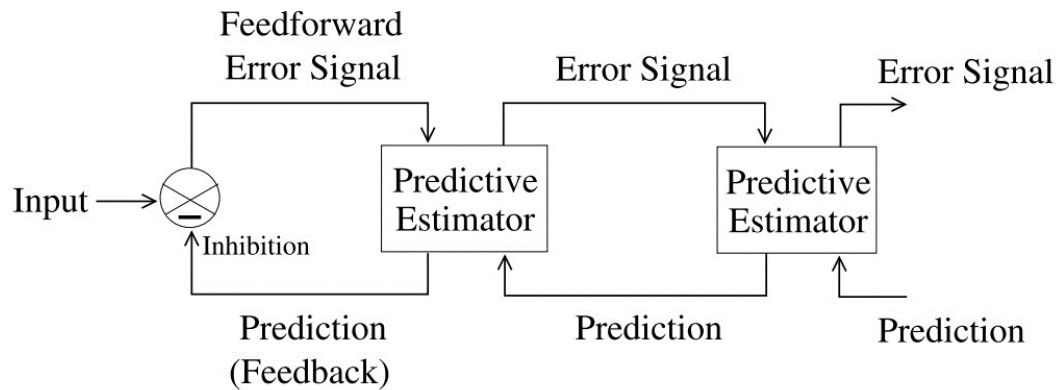 Feedforward
Error Signal
Error Signal
Error Signal
Input
Predictive
Estimator
Predictive
Estimator
Inhibition
Prediction
(Feedback)
Prediction
Prediction